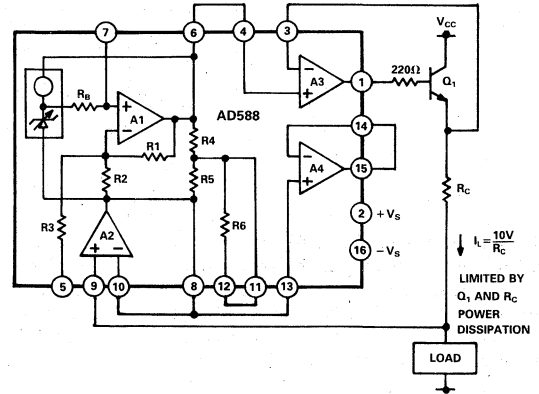 7
6
4
3
V_CC
R_B
+
−
A1
AD588
−
+
A3
1
220Ω
Q_1
R4
R1
R2
R5
−
+
A4
14
15
R_C
R3
R6
2
+V_S
A2
+
−
16
−V_S
I_L = 10V/R_C
5
9
10
8
12
11
13
LIMITED BY
Q_1 AND R_C
POWER
DISSIPATION
LOAD